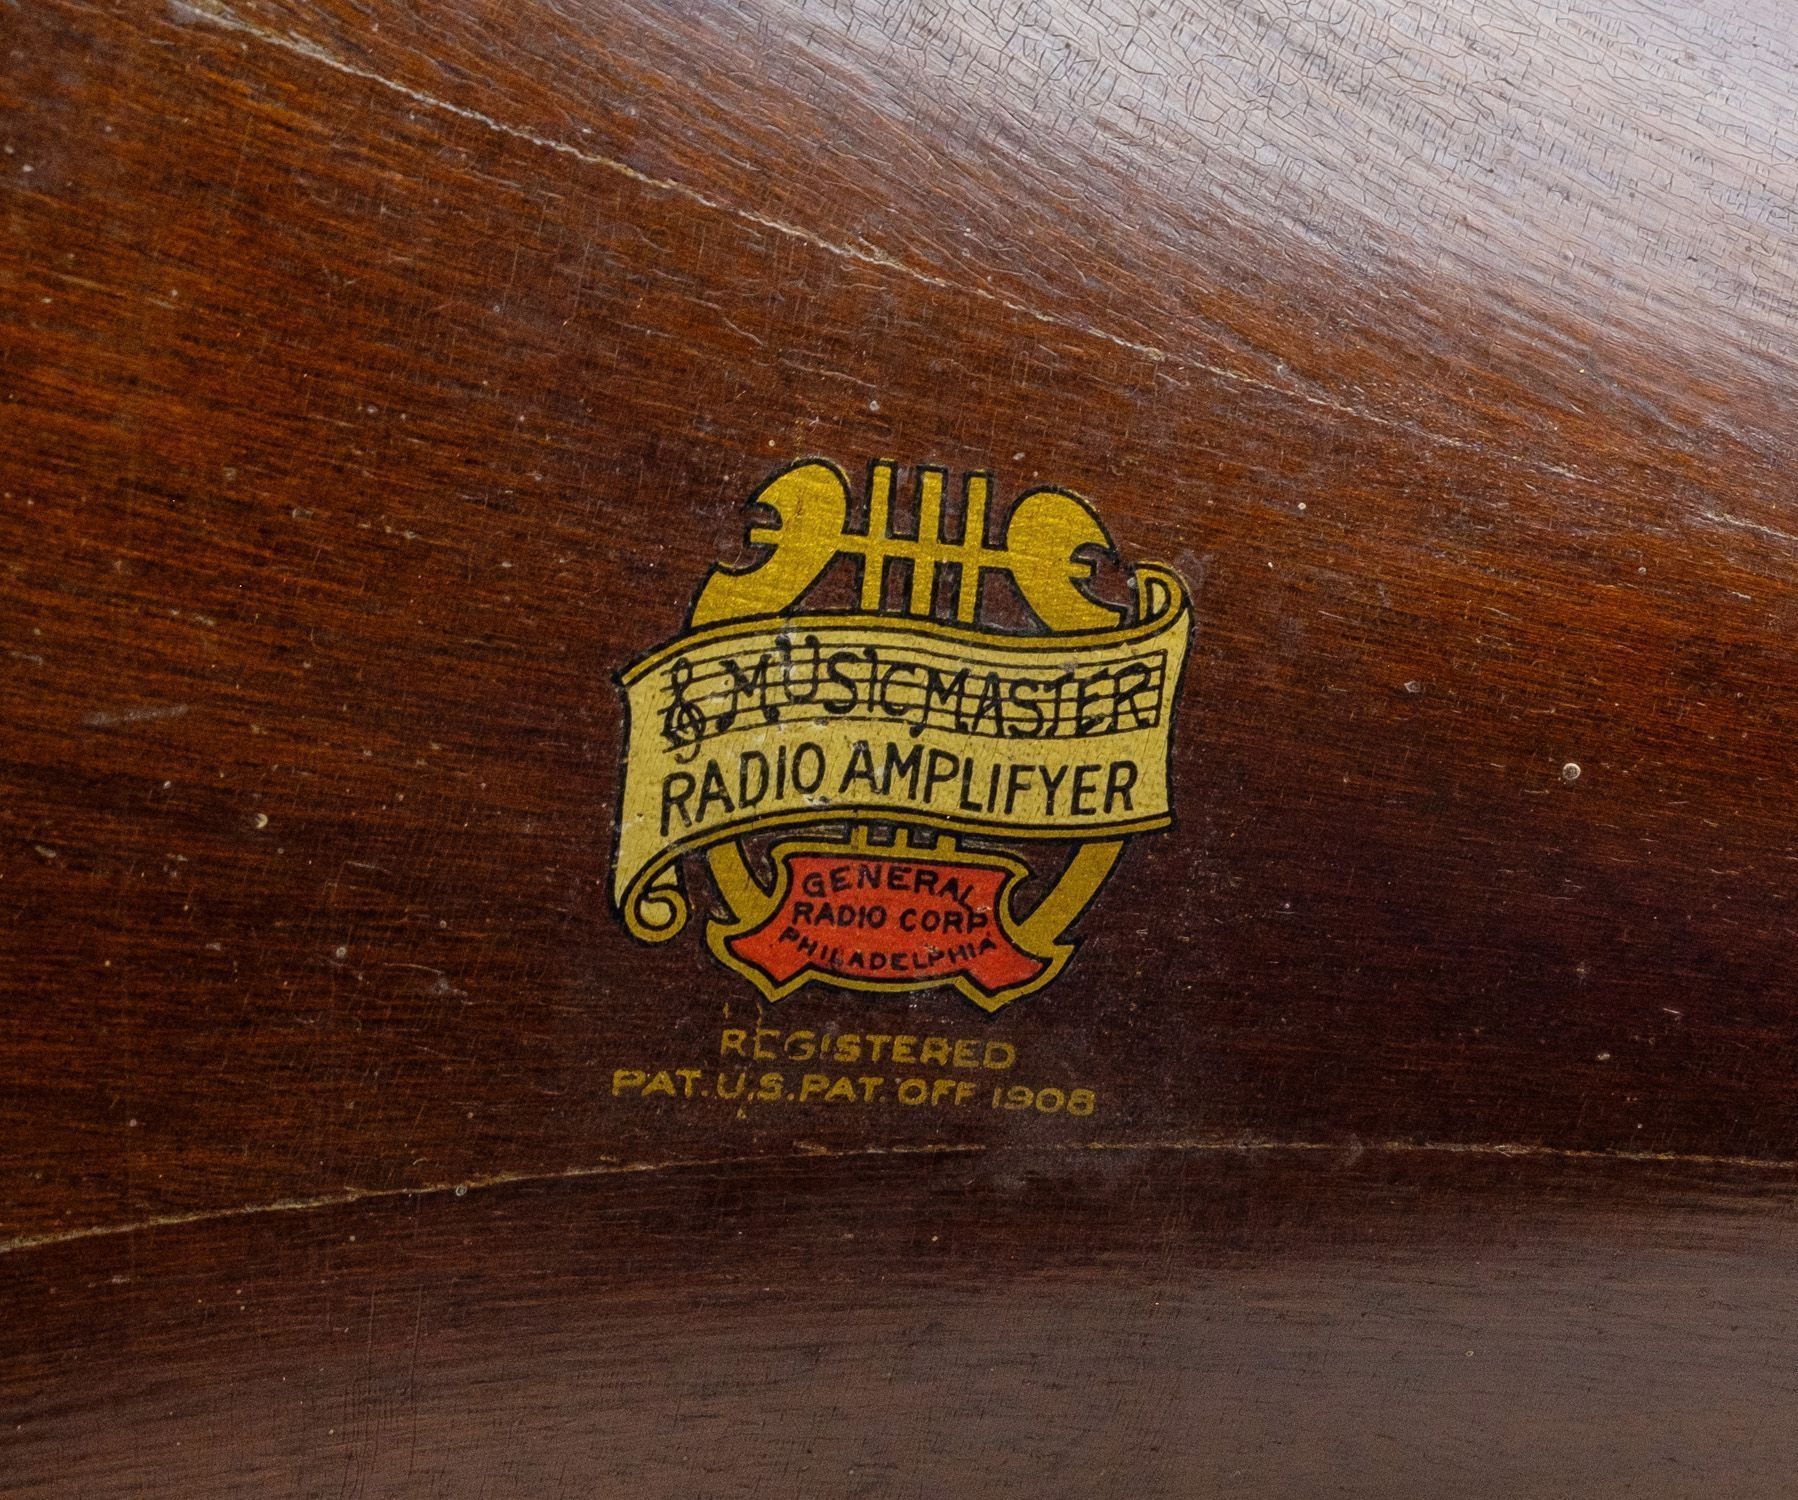 MUSICMASTER
RADIO AMPLIFYER
GENERAL
RADIO CORP.
PHILADELPHIA
REGISTERED
PAT. U.S. PAT. OFF 1908